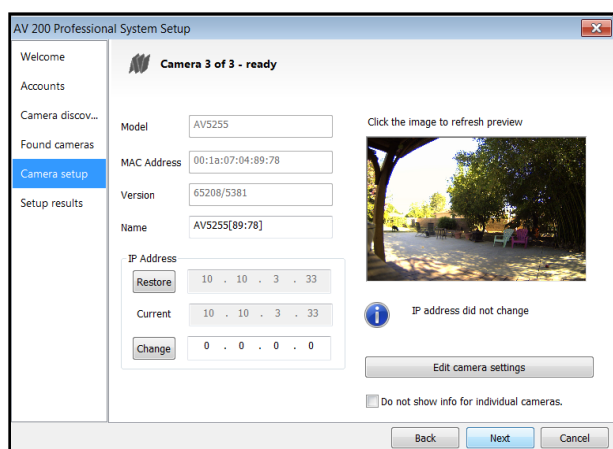 AV 200 Professional System Setup
Welcome
Accounts
Camera discov...
Found cameras
Camera setup
Setup results
Camera 3 of 3 - ready
Model AV5255
MAC Address 00:1a:07:04:89:78
Version 65208/5381
Name AV5255[89:78]
IP Address
Restore 10 . 10 . 3 . 33
Current 10 . 10 . 3 . 33
Change 0 . 0 . 0 . 0
Click the image to refresh preview
IP address did not change
Edit camera settings
Do not show info for individual cameras.
Back Next Cancel